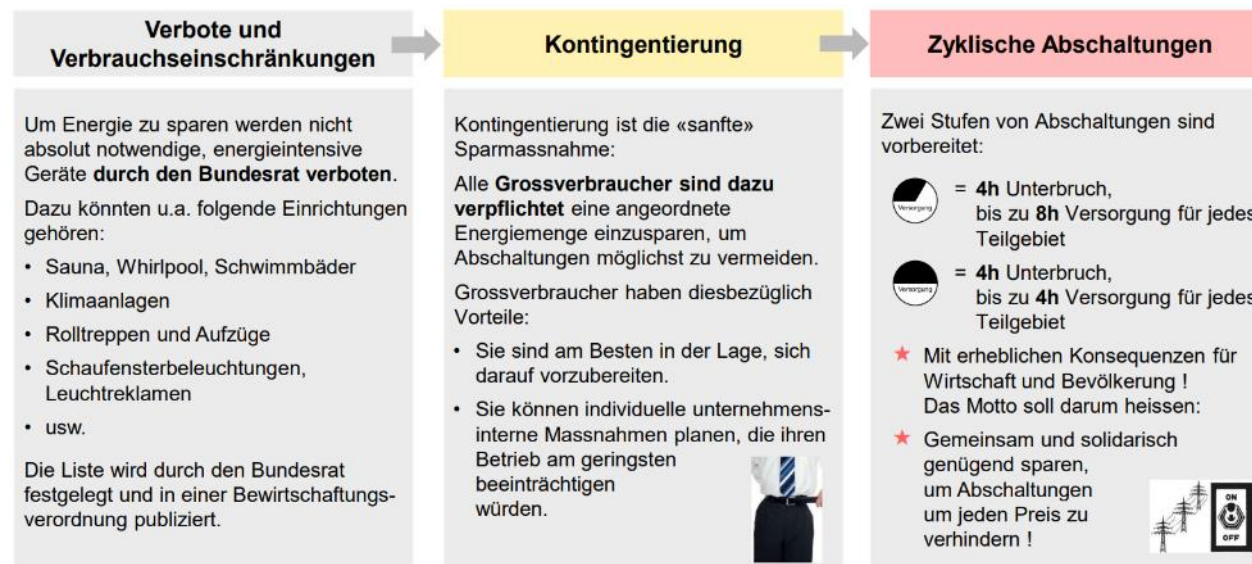 Verbote und
Verbrauchseinschränkungen
Um Energie zu sparen werden nicht
absolut notwendige, energieintensive
Geräte durch den Bundesrat verboten.
Dazu könnten u.a. folgende Einrichtungen
gehören:
• Sauna, Whirlpool, Schwimmbäder
• Klimaanlagen
• Rolltreppen und Aufzüge
• Schaufensterbeleuchtungen,
Leuchtreklamen
• usw.
Die Liste wird durch den Bundesrat
festgelegt und in einer Bewirtschaftungs-
verordnung publiziert.
Kontingentierung
Kontingentierung ist die «sanfte»
Sparmassnahme:
Alle Grossverbraucher sind dazu
verpflichtet eine angeordnete
Energiemenge einzusparen, um
Abschaltungen möglichst zu vermeiden.
Grossverbraucher haben diesbezüglich
Vorteile:
• Sie sind am Besten in der Lage, sich
darauf vorzubereiten.
• Sie können individuelle unternehmens-
interne Massnahmen planen, die ihren
Betrieb am geringsten
beeinträchtigen
würden.
Zyklische Abschaltungen
Zwei Stufen von Abschaltungen sind
vorbereitet:
Versorgung
= 4h Unterbruch,
bis zu 8h Versorgung für jedes
Teilgebiet
Versorgung
= 4h Unterbruch,
bis zu 4h Versorgung für jedes
Teilgebiet
★ Mit erheblichen Konsequenzen für
Wirtschaft und Bevölkerung !
Das Motto soll darum heissen:
★ Gemeinsam und solidarisch
genügend sparen,
um Abschaltungen
um jeden Preis zu
verhindern !
ON
OFF